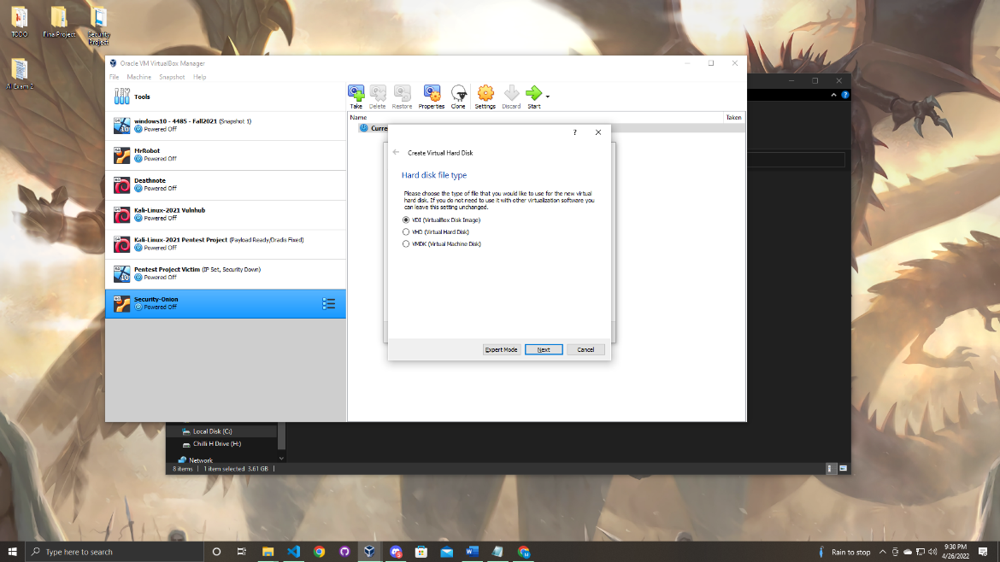 TODO
FinalProject
Security Project
AI Exam 2
Oracle VM VirtualBox Manager
File Machine Snapshot Help
Tools
windows10 - 4485 - Fall2021 (Snapshot 1)
Powered Off
MrRobot
Powered Off
Deathnote
Powered Off
Kali-Linux-2021 Vulnhub
Powered Off
Kali-Linux-2021 Pentest Project (Payload Ready/Dradis Fixed)
Powered Off
Pentest Project Victim (IP Set, Security Down)
Powered Off
Security-Onion
Powered Off
Take Delete Restore Properties Clone Settings Discard Start
Name Taken
Curre
? 
Create Virtual Hard Disk
Hard disk file type
Please choose the type of file that you would like to use for the new virtual
hard disk. If you do not need to use it with other virtualization software you
can leave this setting unchanged.
VDI (VirtualBox Disk Image)
VHD (Virtual Hard Disk)
VMDK (Virtual Machine Disk)
Expert Mode Next Cancel
Local Disk (C:)
Chilli H Drive (H:)
Network
8 items 1 item selected 3.61 GB
Type here to search
Rain to stop
9:30 PM
4/26/2022